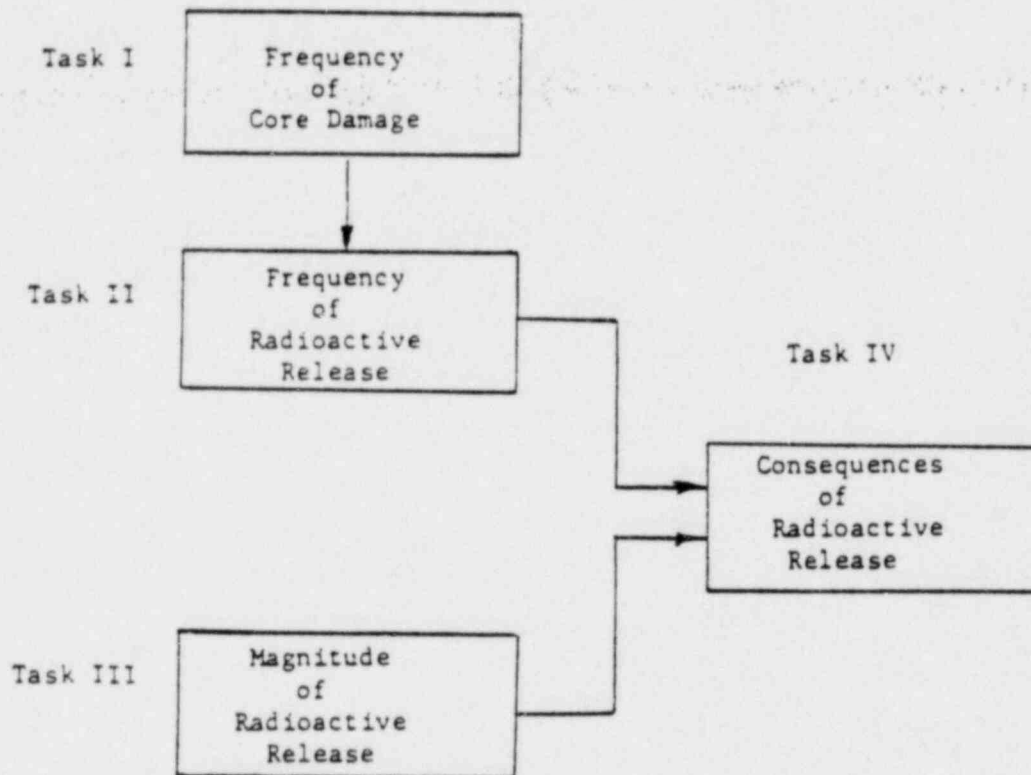 Task I
Frequency
of
Core Damage
Task II
Frequency
of
Radioactive
Release
Task IV
Consequences
of
Radioactive
Release
Task III
Magnitude
of
Radioactive
Release